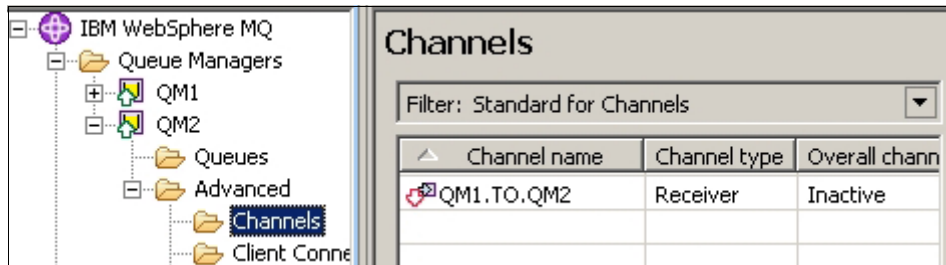 IBM WebSphere MQ
Queue Managers
QM1
QM2
Queues
Advanced
Channels
Client Conne
Channels
Filter: Standard for Channels
Channel name Channel type Overall chann
QM1.TO.QM2 Receiver Inactive